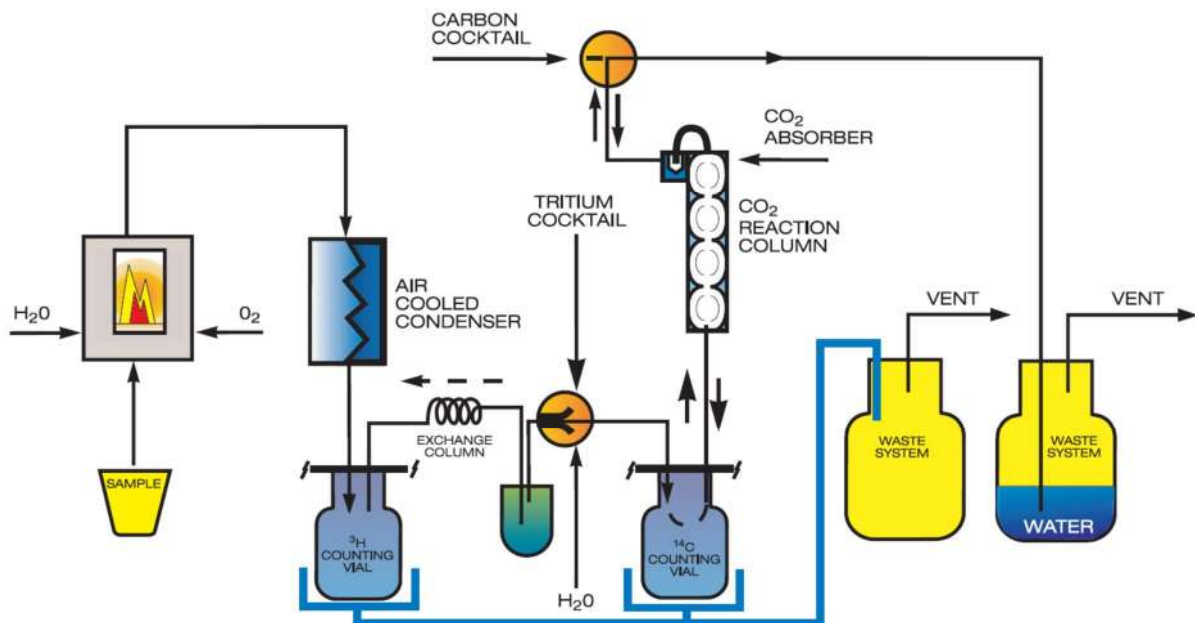 CARBON
COCKTAIL
CO₂
ABSORBER
TRITIUM
COCKTAIL
CO₂
REACTION
COLUMN
AIR
COOLED
CONDENSER
H₂0
0₂
VENT
VENT
EXCHANGE
COLUMN
SAMPLE
WASTE
SYSTEM
WASTE
SYSTEM
WATER
³H
COUNTING
VIAL
¹⁴C
COUNTING
VIAL
H₂0